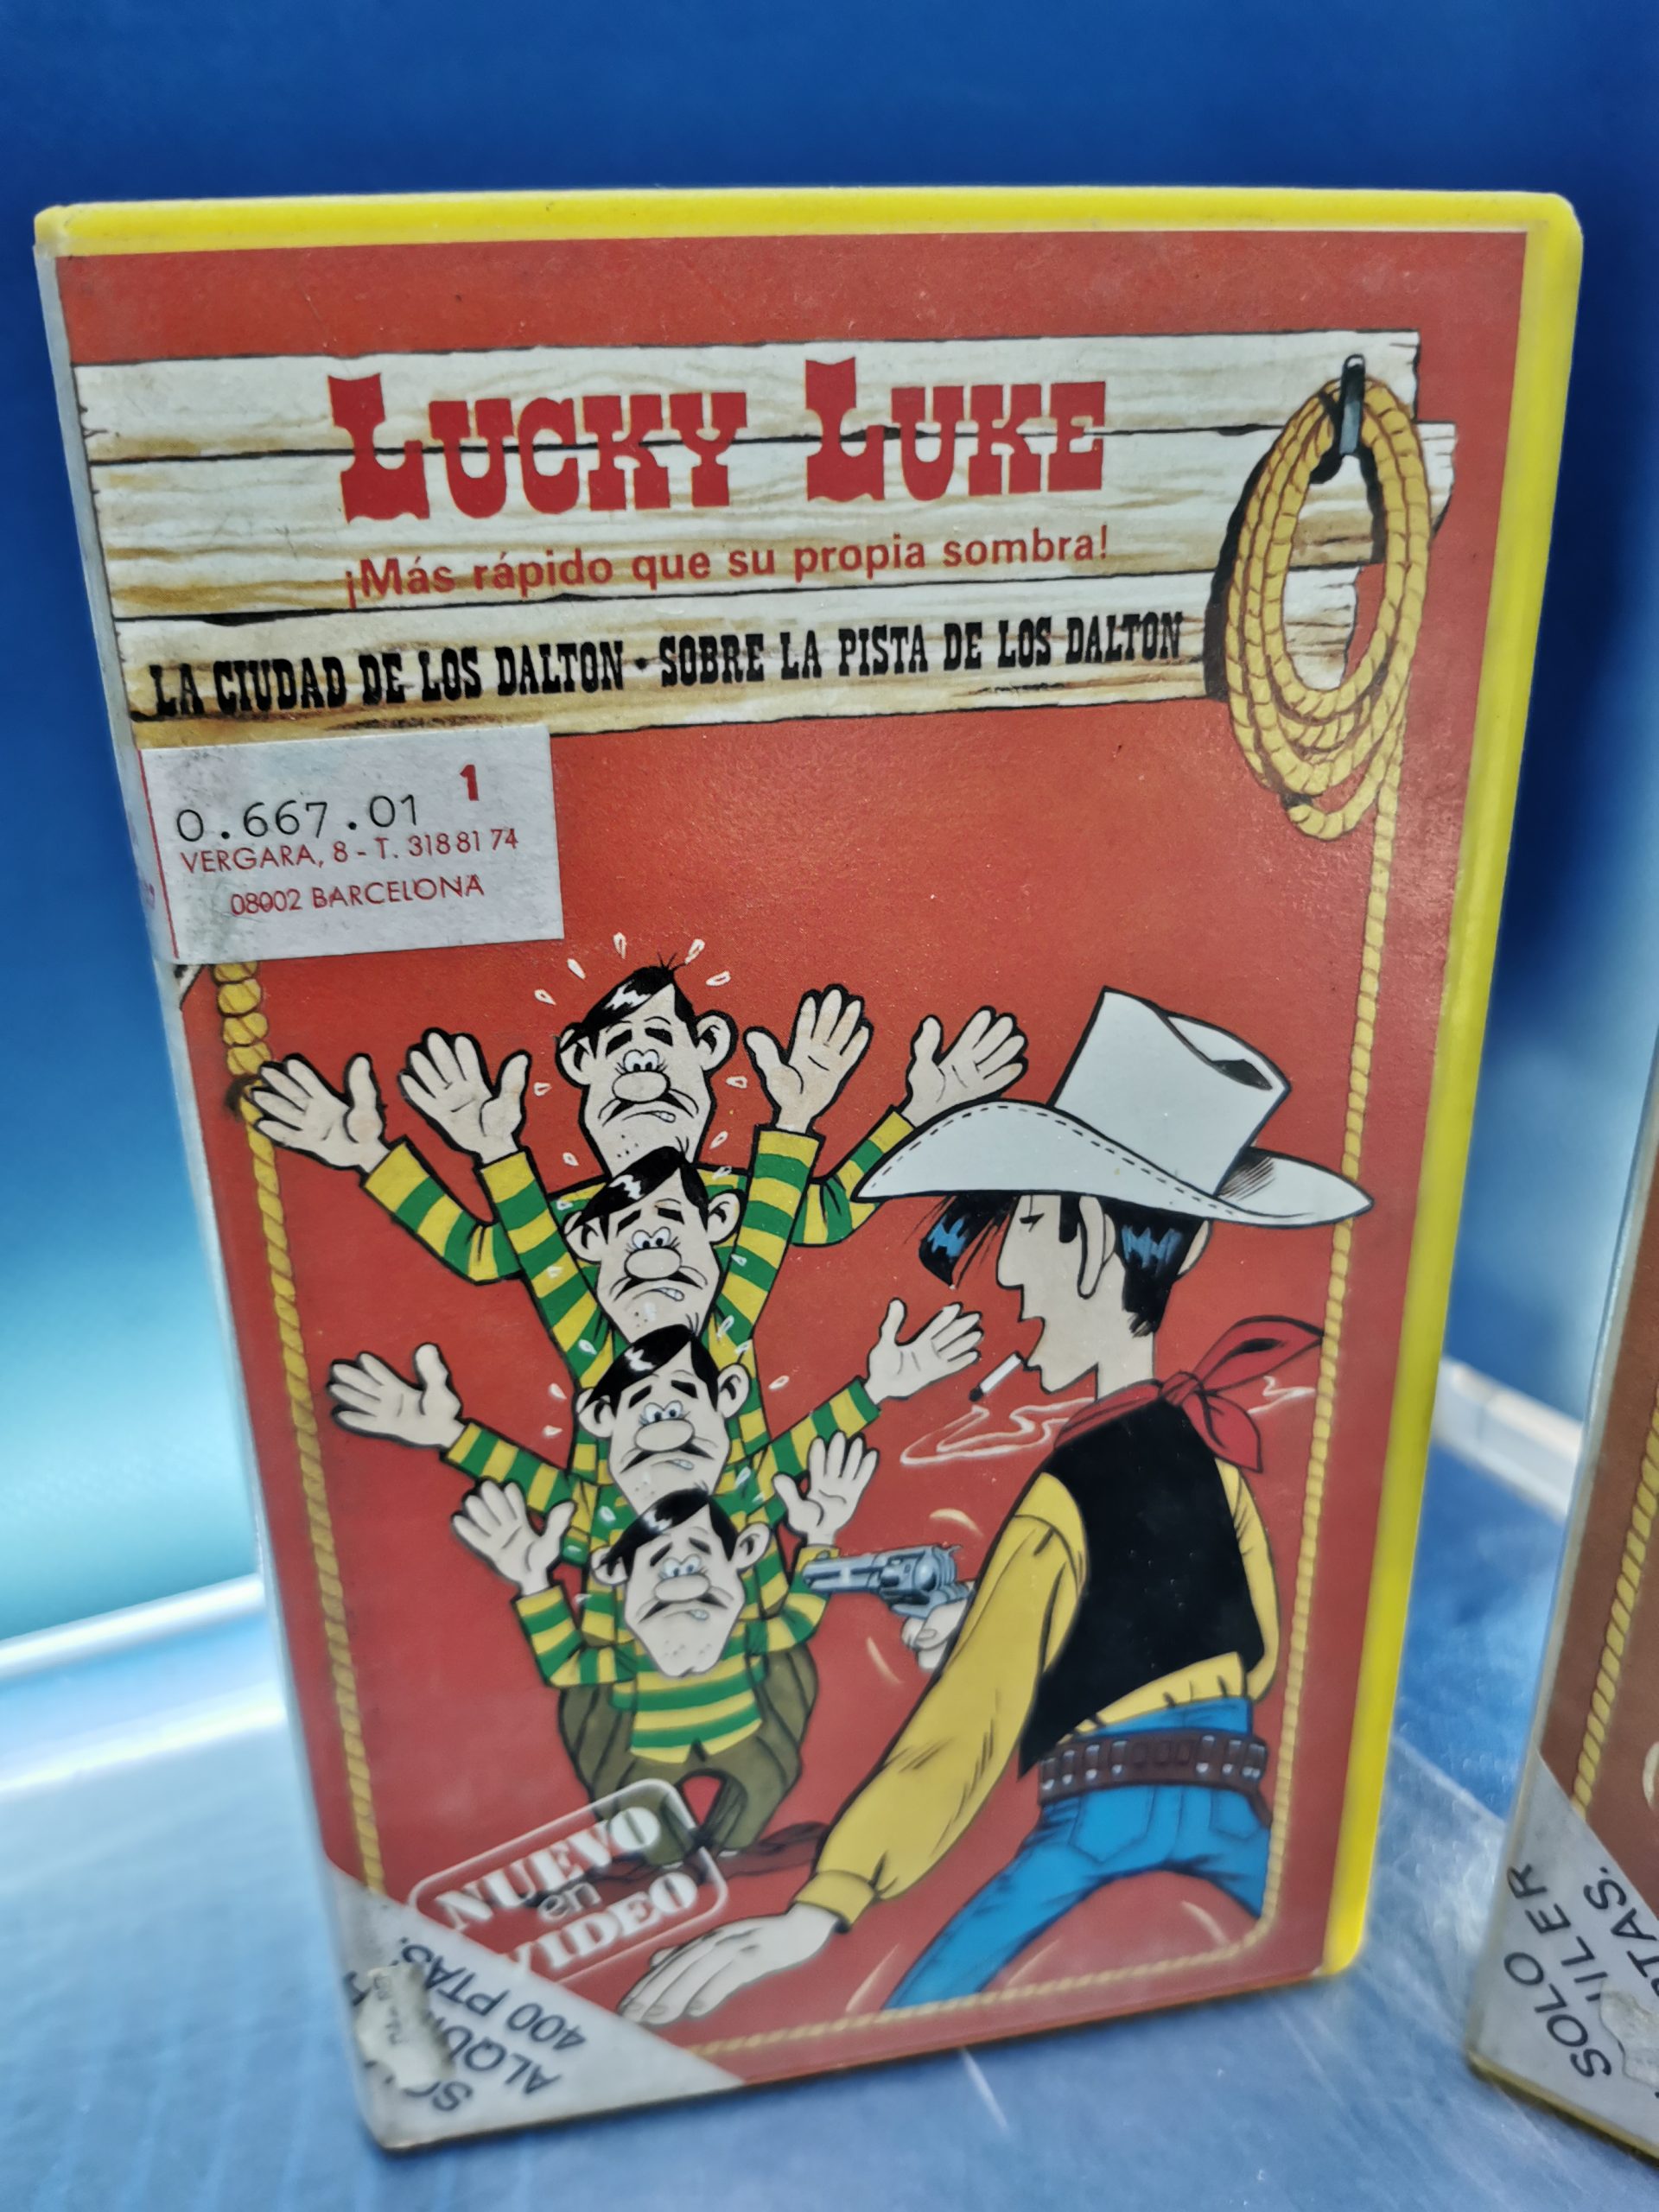 LUCKY LUKE
¡Más rápido que su propia sombra!
LA CIUDAD DE LOS DALTON • SOBRE LA PISTA DE LOS DALTON
1
0.667.01
VERGARA, 8 - T. 318 81 74
08002 BARCELONA
NUEVO
en
VIDEO
400 PTAS.
SOLO